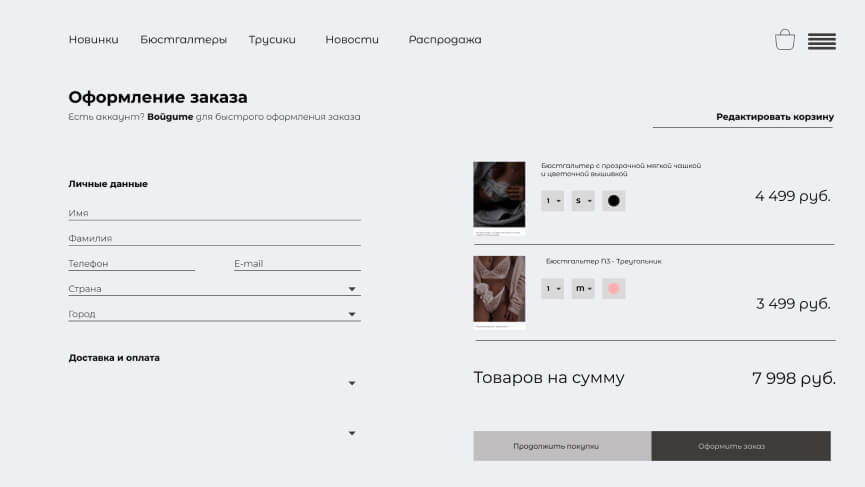 Новинки Бюстгалтеры Трусики Новости Распродажа
Оформление заказа
Есть аккаунт? Войдите для быстрого оформления заказа
Редактировать корзину
Личные данные
Имя
Фамилия
Телефон E-mail
Страна
Город
Доставка и оплата
Бюстгальтер с прозрачной мягкой чашкой
и цветочной вышивкой
1 S
4 499 руб.
Бюстгальтер П3 - Треугольник
1 m
3 499 руб.
Товаров на сумму 7 998 руб.
Продолжить покупки Оформить заказ